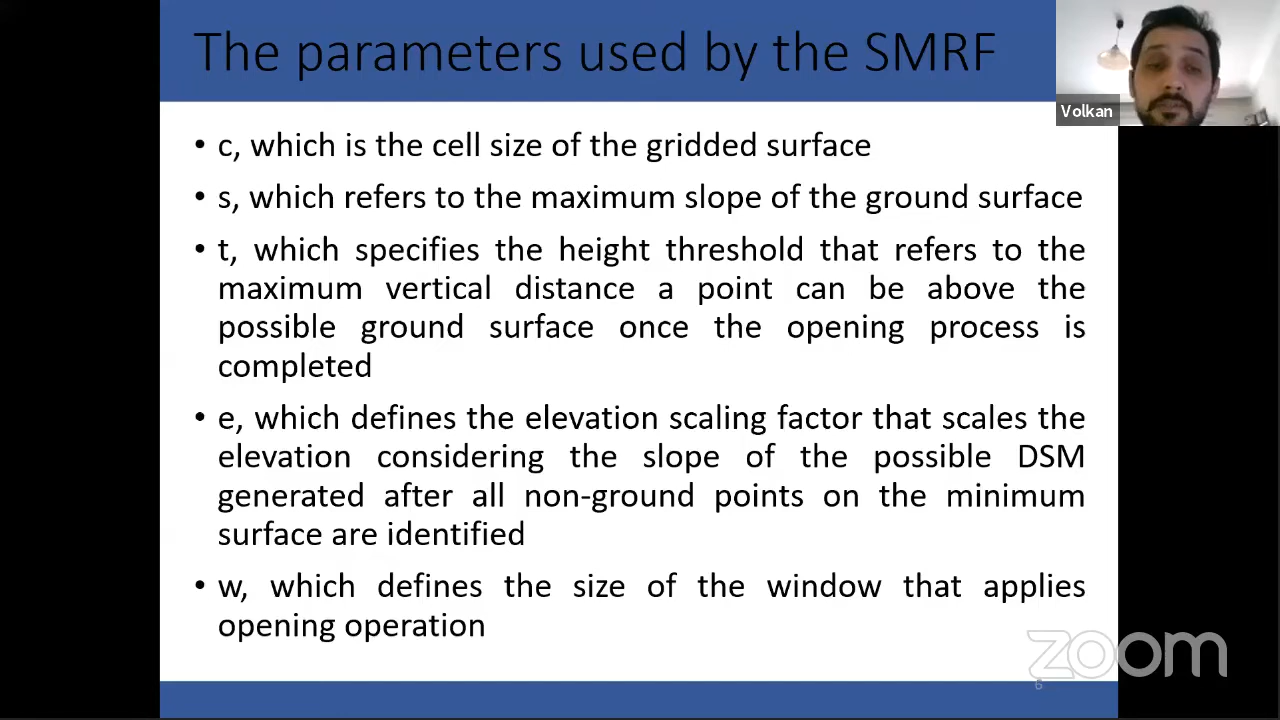 The parameters used by the SMRF
Volkan
• c, which is the cell size of the gridded surface
• s, which refers to the maximum slope of the ground surface
• t, which specifies the height threshold that refers to the
maximum vertical distance a point can be above the
possible ground surface once the opening process is
completed
• e, which defines the elevation scaling factor that scales the
elevation considering the slope of the possible DSM
generated after all non-ground points on the minimum
surface are identified
• w, which defines the size of the window that applies
opening operation
zoom
6